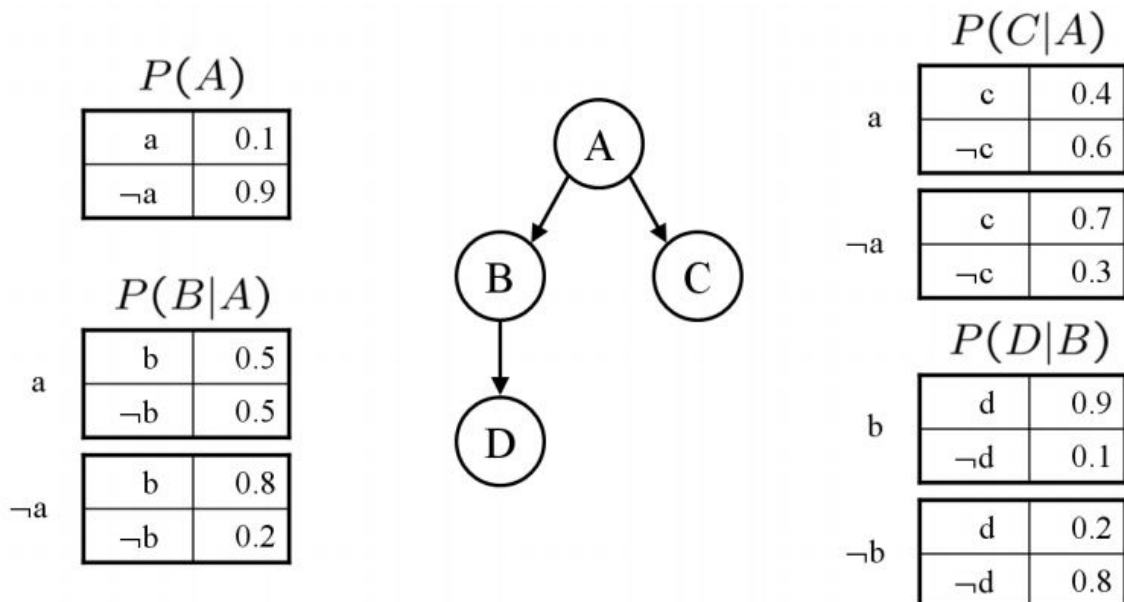 P(A)
a 0.1
¬a 0.9
P(B|A)
a
b 0.5
¬b 0.5
¬a
b 0.8
¬b 0.2
A
B
C
D
P(C|A)
a
c 0.4
¬c 0.6
¬a
c 0.7
¬c 0.3
P(D|B)
b
d 0.9
¬d 0.1
¬b
d 0.2
¬d 0.8